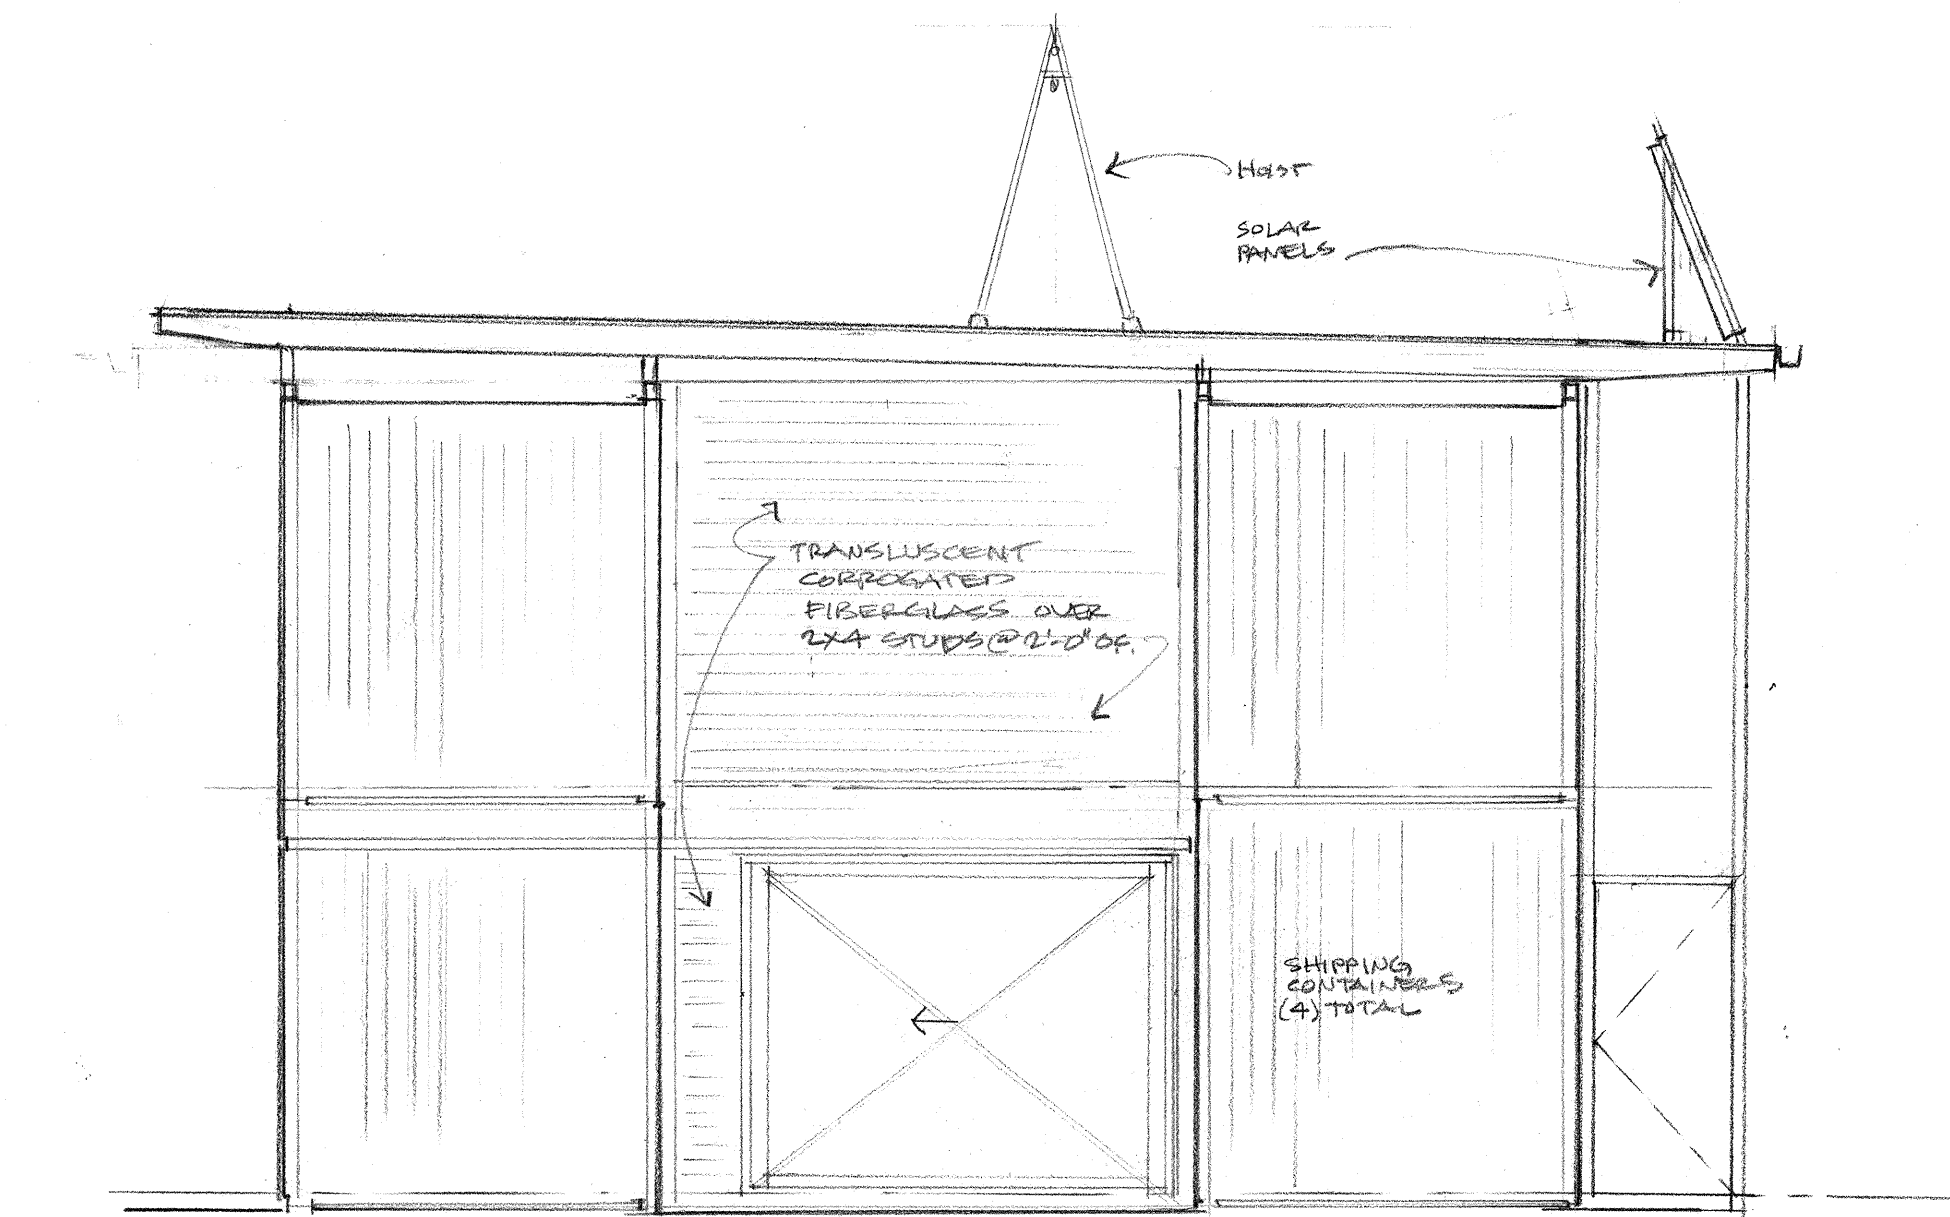 HOIST
SOLAR
PANELS
TRANSLUSCENT
CORROGATED
FIBERGLASS OVER
2X4 STUDS @ 2'-0" OC.
SHIPPING
CONTAINERS
(4) TOTAL